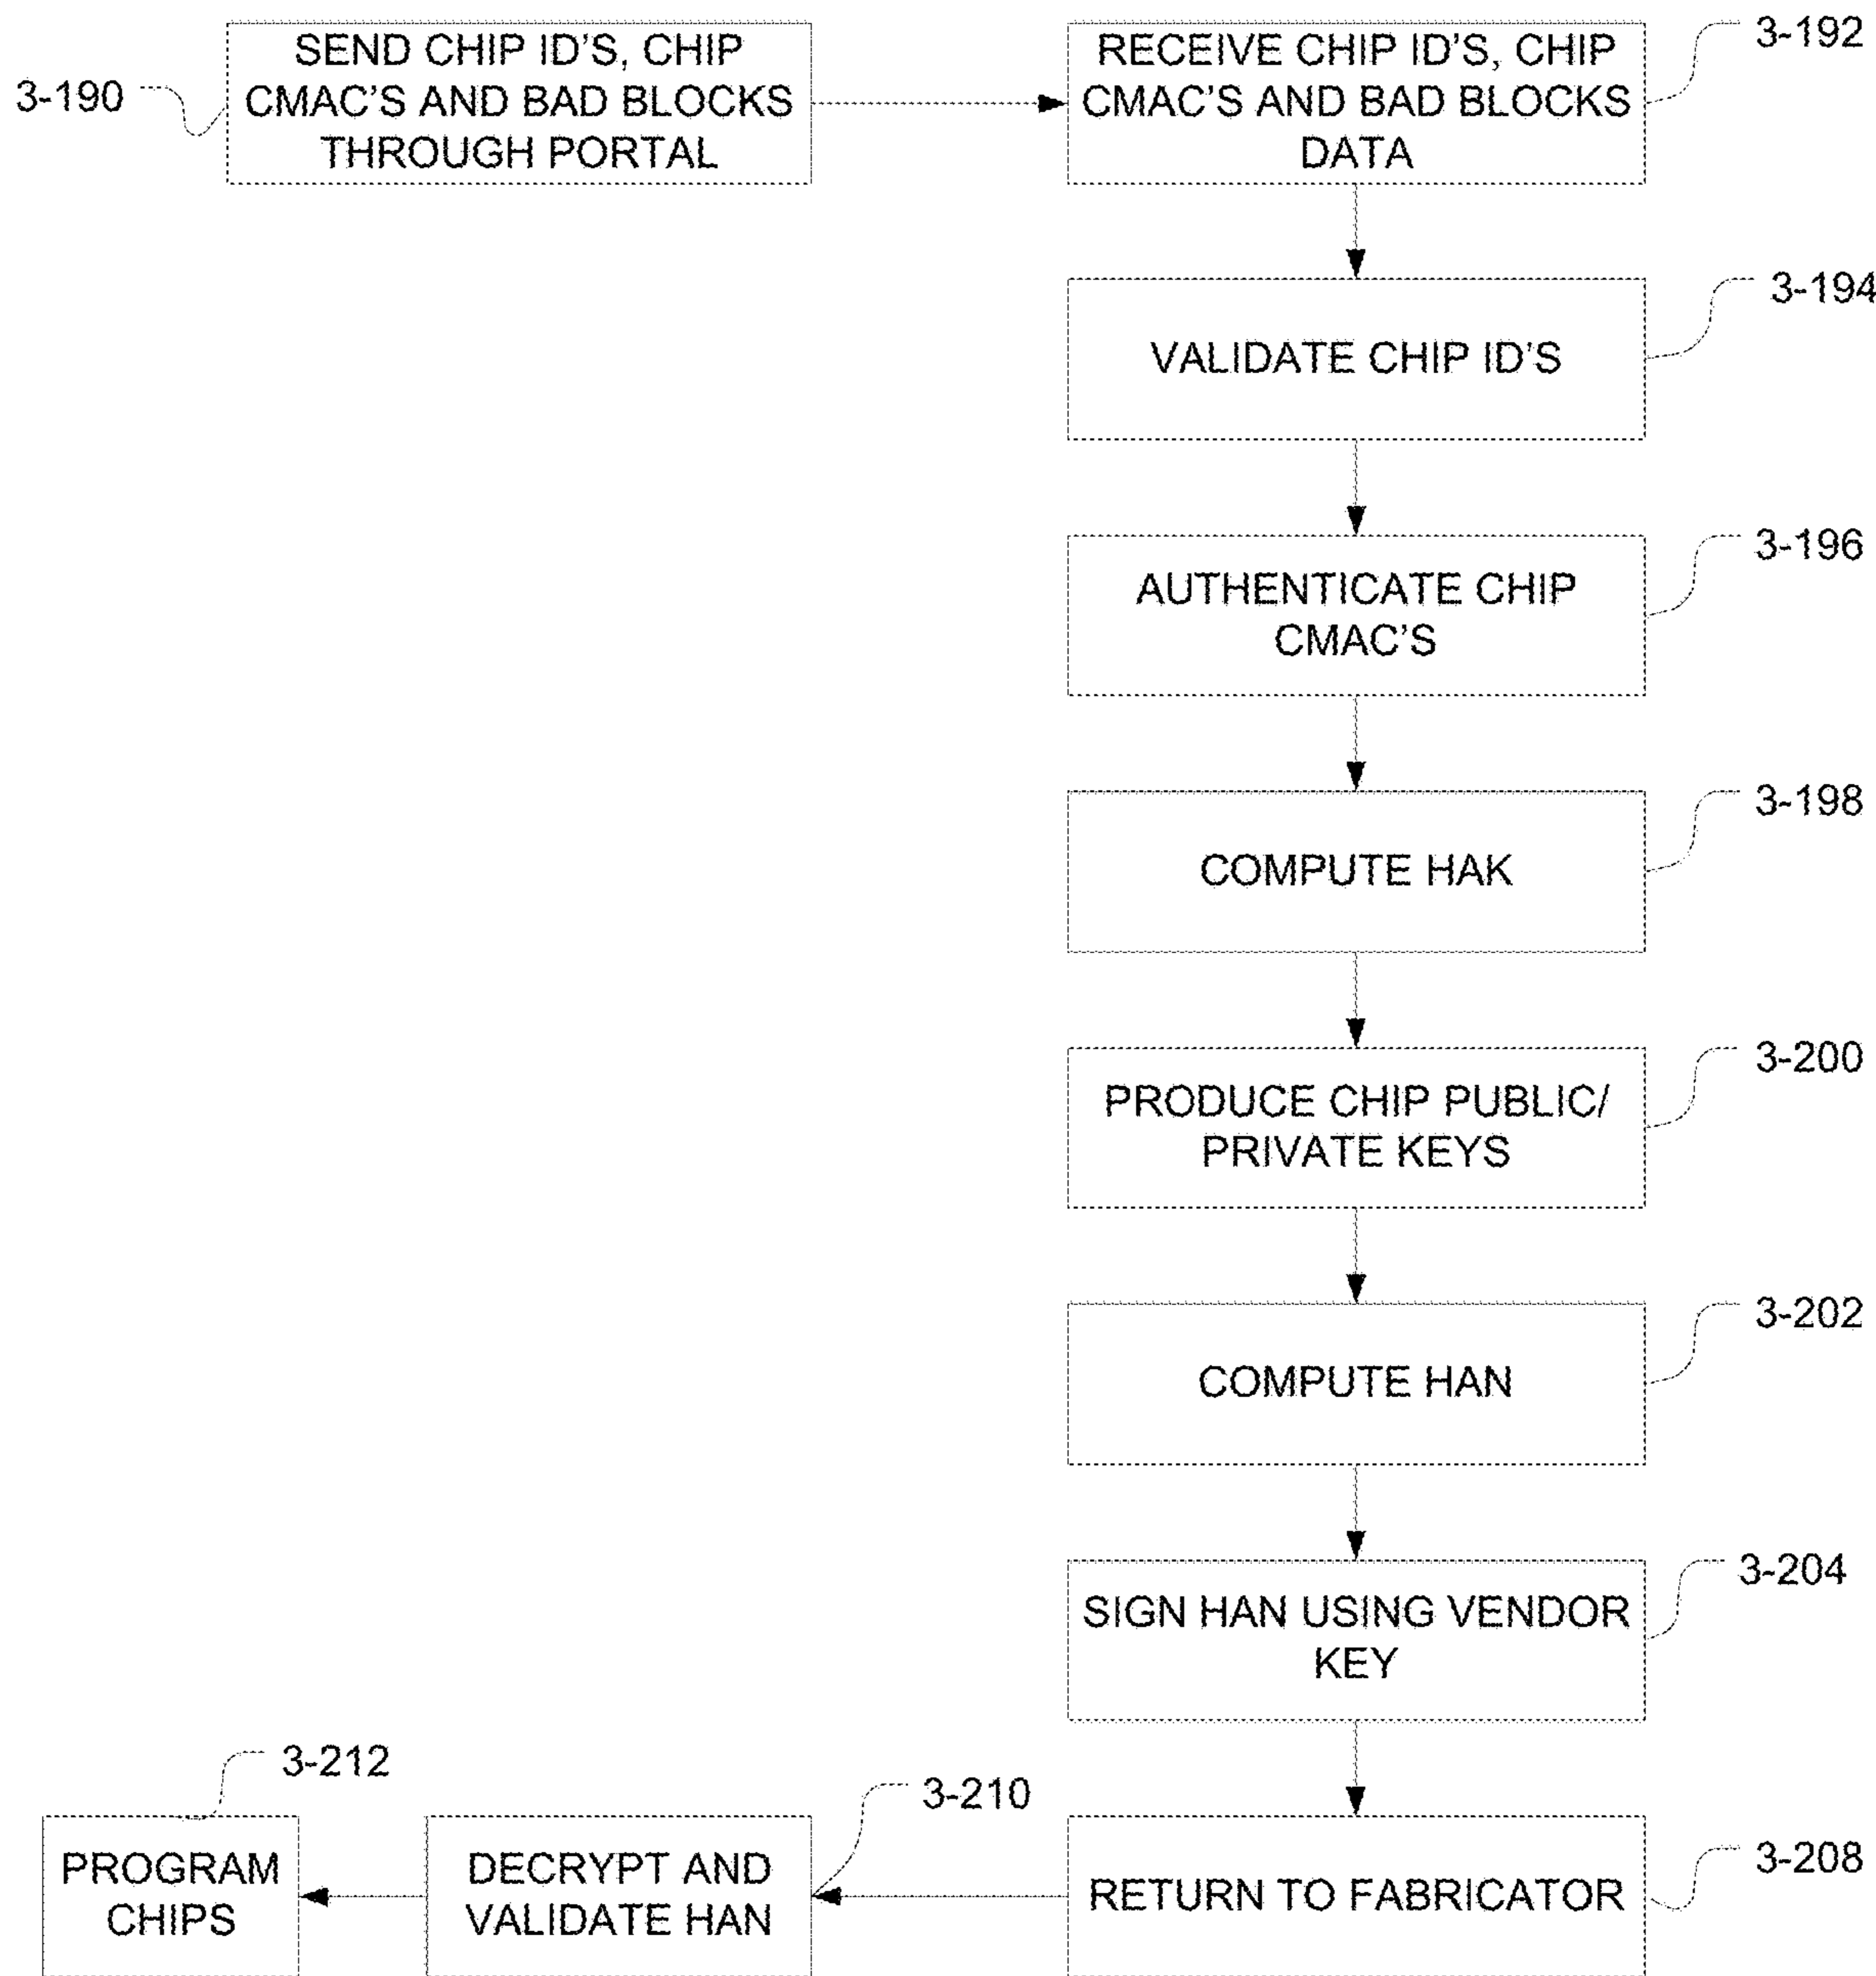 3-190
SEND CHIP ID'S, CHIP
CMAC'S AND BAD BLOCKS
THROUGH PORTAL
RECEIVE CHIP ID'S, CHIP
CMAC'S AND BAD BLOCKS
DATA
3-192
VALIDATE CHIP ID'S
3-194
AUTHENTICATE CHIP
CMAC'S
3-196
COMPUTE HAK
3-198
PRODUCE CHIP PUBLIC/
PRIVATE KEYS
3-200
COMPUTE HAN
3-202
SIGN HAN USING VENDOR
KEY
3-204
RETURN TO FABRICATOR
3-208
DECRYPT AND
VALIDATE HAN
3-210
PROGRAM
CHIPS
3-212